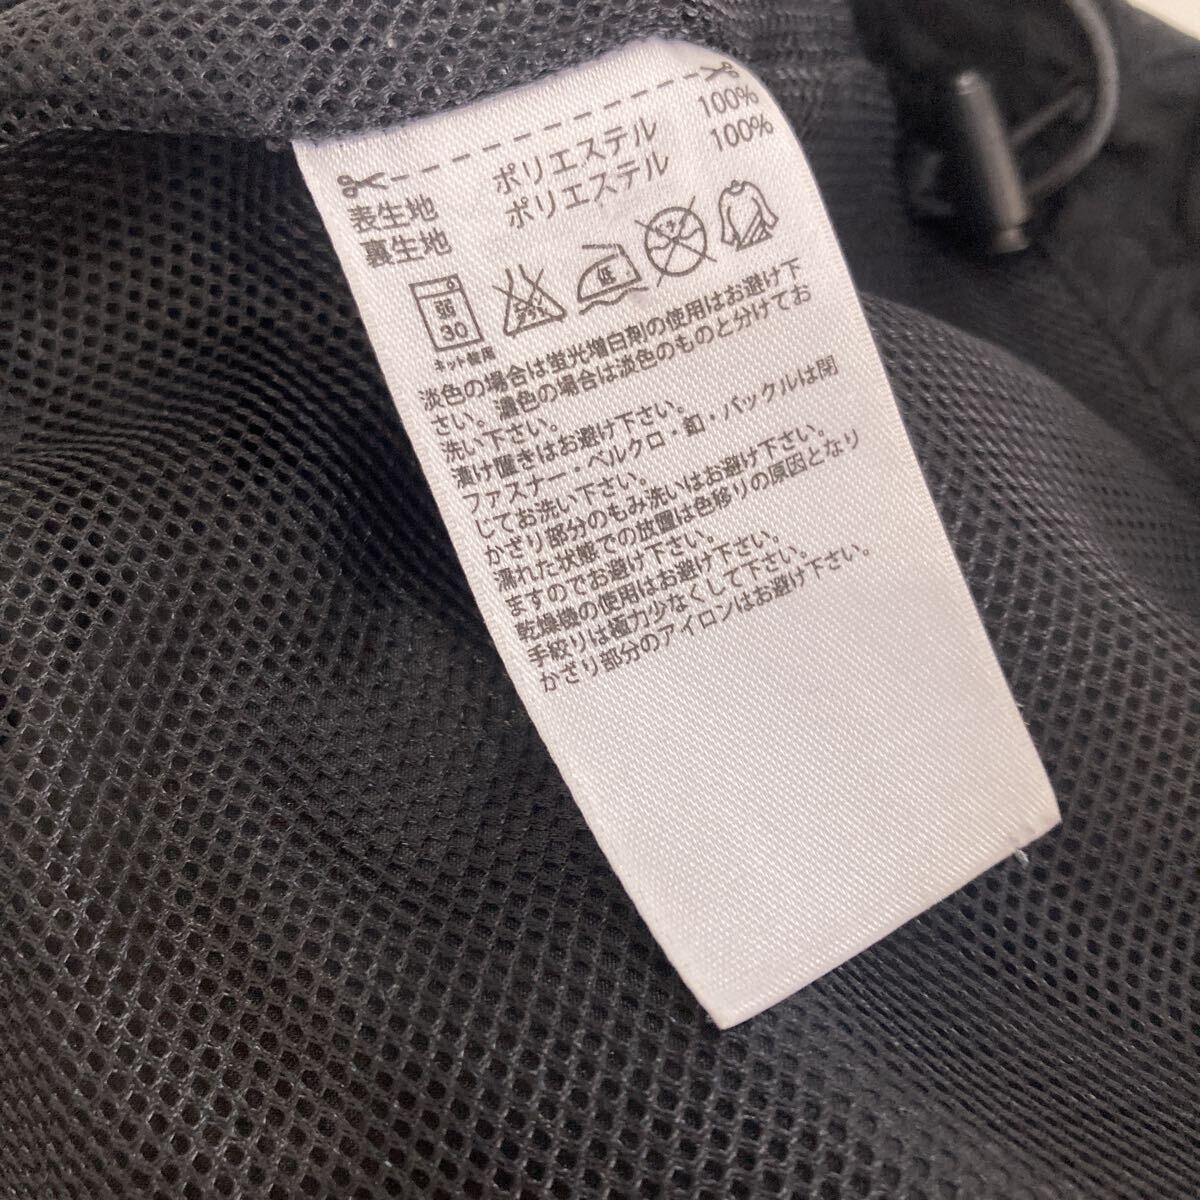 表生地 ポリエステル 100%
裏生地 ポリエステル 100%
弱
30
ネット使用
低
淡色の場合は蛍光増白剤の使用はお避け下
さい。濃色の場合は淡色のものと分けてお
洗い下さい。
漬け置きはお避け下さい。
ファスナー・ベルクロ・釦・バックルは閉
じてお洗い下さい。
かざり部分のもみ洗いはお避け下さい。
濡れた状態での放置は色移りの原因となり
ますのでお避け下さい。
乾燥機の使用はお避け下さい。
手絞りは極力少なくして下さい。
かざり部分のアイロンはお避け下さい。